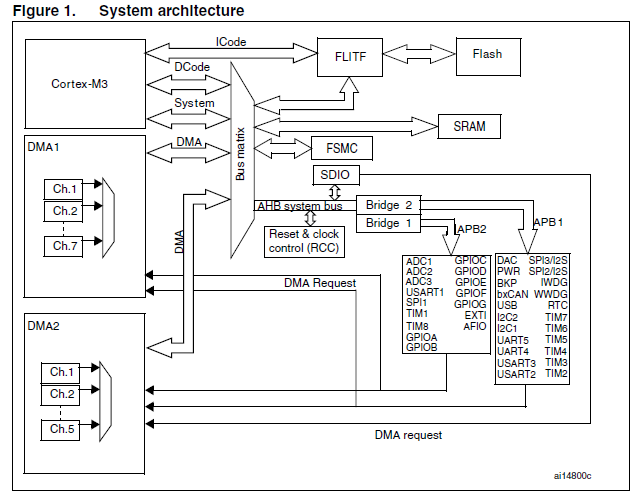 Figure 1. System architecture
ICode
FLITF
Flash
Cortex-M3
DCode
System
SRAM
DMA1
DMA
Bus matrix
FSMC
SDIO
Ch.1
Ch.2
Ch.7
AHB system bus
Bridge 2
Bridge 1
APB2
APB1
Reset & clock
control (RCC)
DMA
DMA Request
ADC1 GPIOC
ADC2 GPIOD
ADC3 GPIOE
USART1 GPIOF
SPI1 GPIOG
TIM1 EXTI
TIM8 AFIO
GPIOA
GPIOB
DAC SPI3/I2S
PWR SPI2/I2S
BKP IWDG
bxCAN WWDG
USB RTC
I2C2 TIM7
I2C1 TIM6
UART5 TIM5
UART4 TIM4
USART3 TIM3
USART2 TIM2
DMA2
Ch.1
Ch.2
Ch.5
DMA request
ai14800c